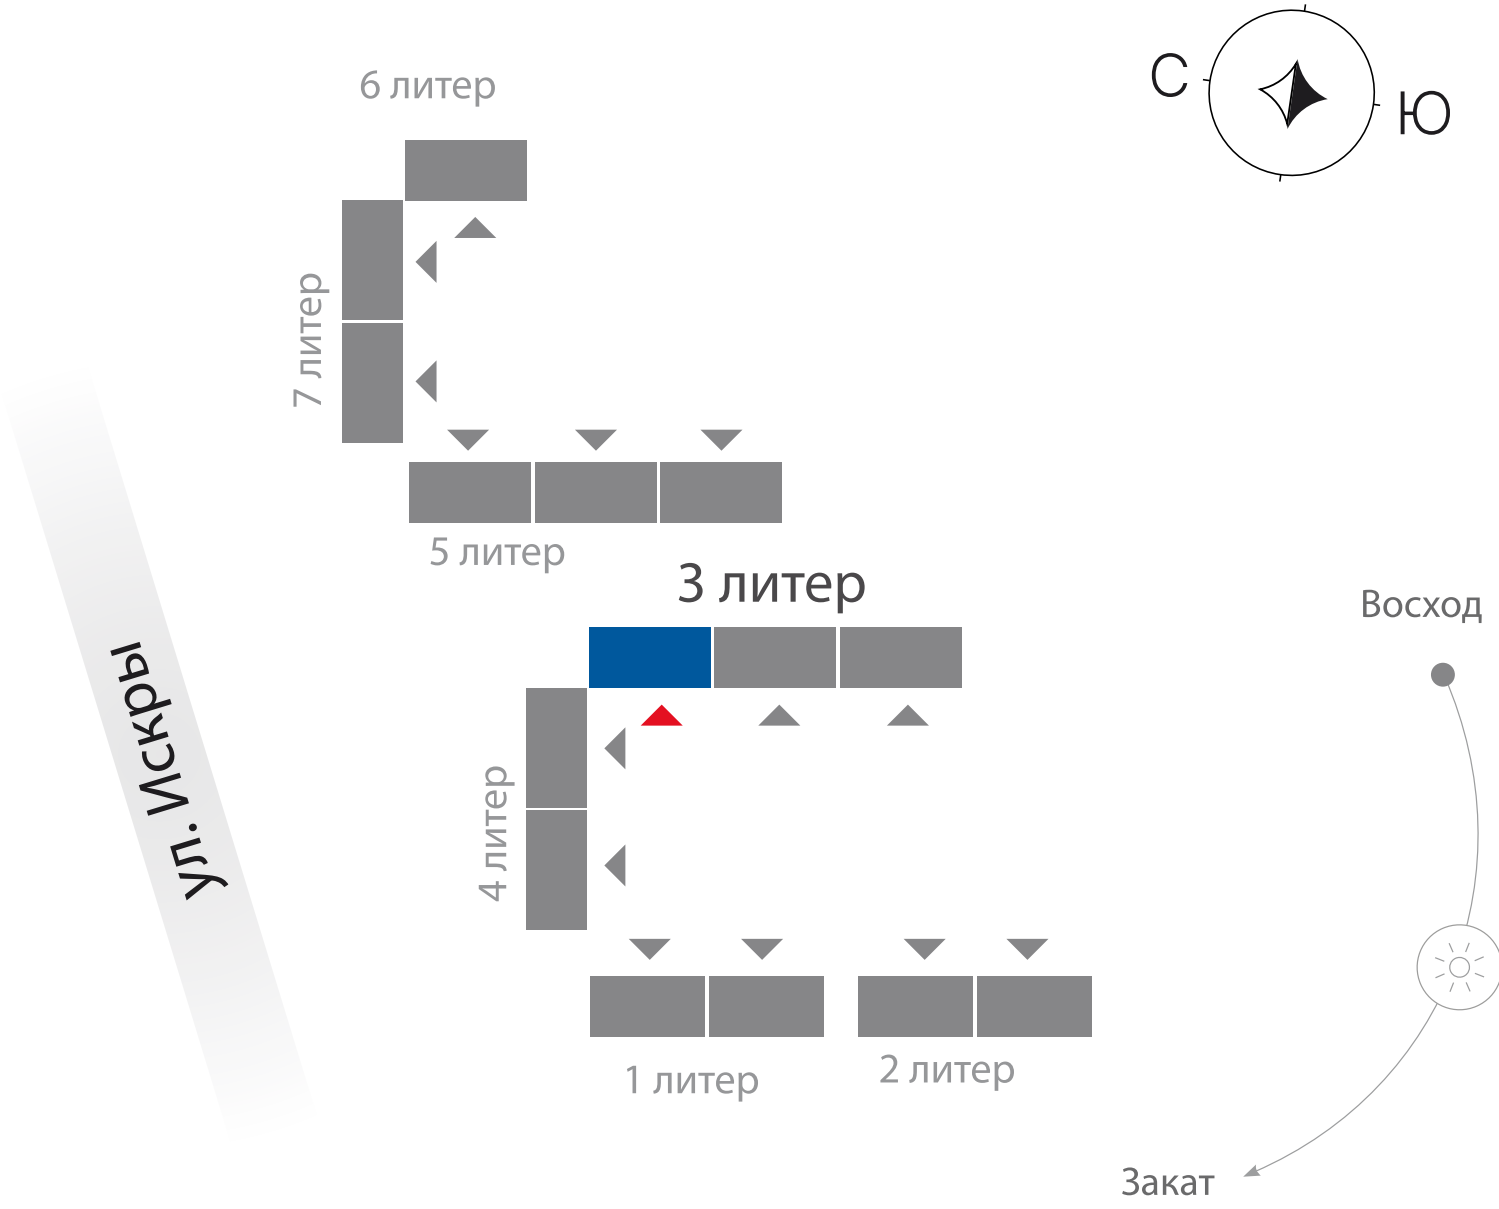 6 литер
С
Ю
7 литер
5 литер
3 литер
Восход
ул. Искры
4 литер
1 литер
2 литер
Закат